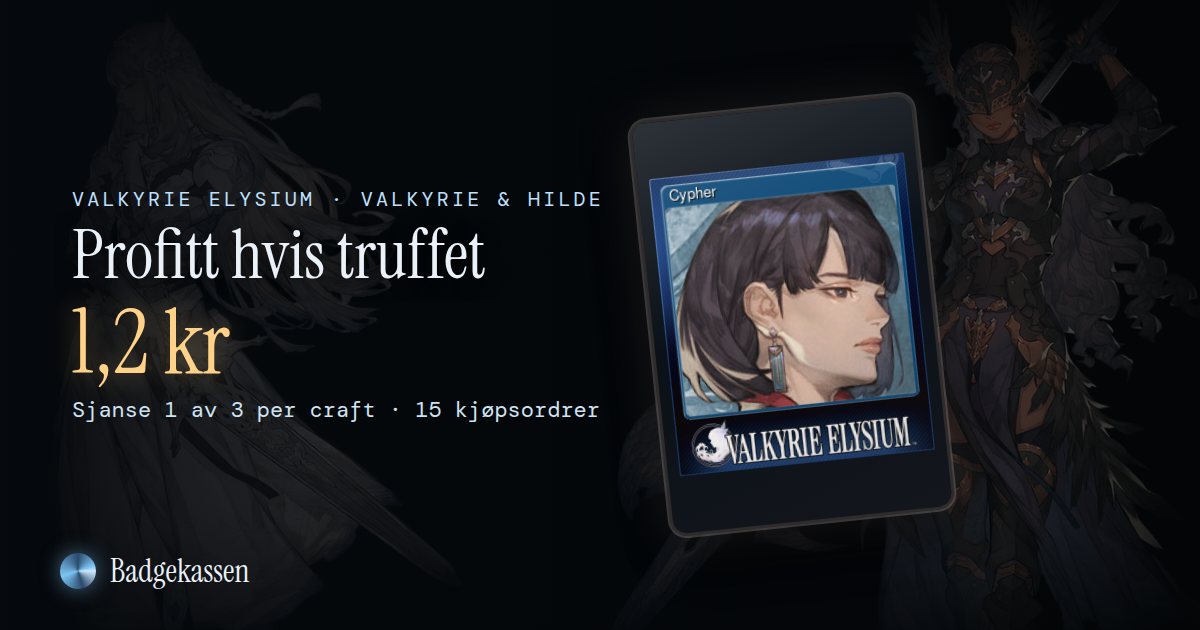 VALKYRIE ELYSIUM · VALKYRIE & HILDE
Profitt hvis truffet
1,2 kr
Sjanse 1 av 3 per craft · 15 kjøpsordrer
Badgekassen
Cypher
VALKYRIE ELYSIUM